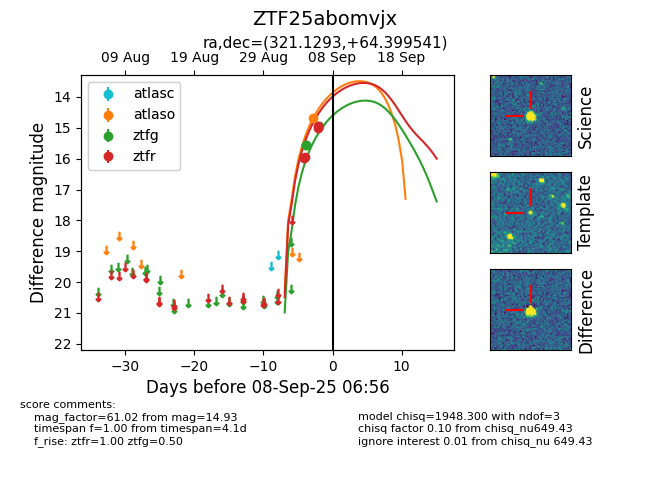 ZTF25abomvjx
ra,dec=(321.1293,+64.399541)
09 Aug 19 Aug 29 Aug 08 Sep 18 Sep
atlasc
atlaso
ztfg
ztfr
14
15
16
17
18
19
20
21
22
Difference magnitude
−30 −20 −10 0 10
Days before 08-Sep-25 06:56
Science
Template
Difference
score comments:
mag_factor=61.02 from mag=14.93
timespan f=1.00 from timespan=4.1d
f_rise: ztfr=1.00 ztfg=0.50
model chisq=1948.300 with ndof=3
chisq factor 0.10 from chisq_nu649.43
ignore interest 0.01 from chisq_nu 649.43